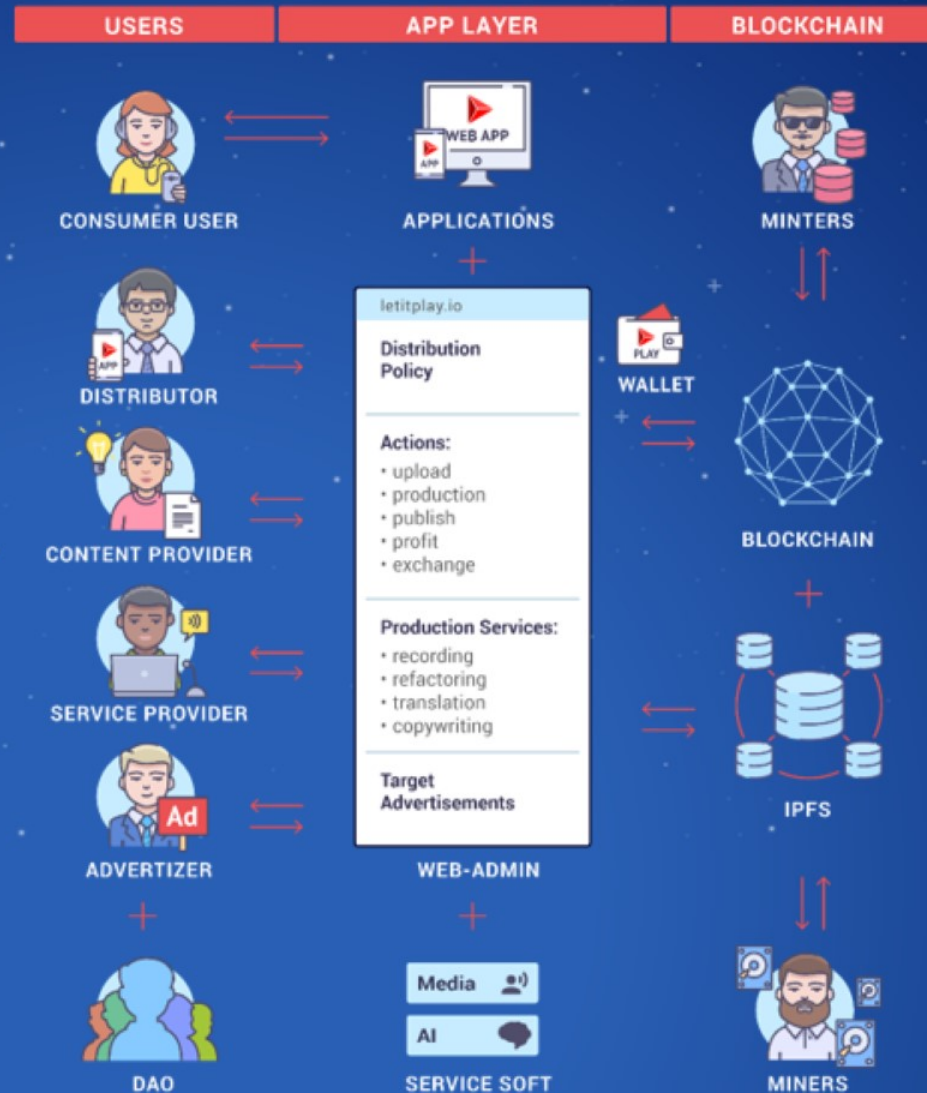 USERS
APP LAYER
BLOCKCHAIN
WEB APP
APP
CONSUMER USER
APPLICATIONS
MINTERS
letitplay.io
Distribution
Policy
PLAY
WALLET
APP
DISTRIBUTOR
Actions:
• upload
• production
• publish
• profit
• exchange
CONTENT PROVIDER
BLOCKCHAIN
Production Services:
• recording
• refactoring
• translation
• copywriting
SERVICE PROVIDER
Target
Advertisements
Ad
IPFS
ADVERTIZER
WEB-ADMIN
Media
AI
DAO
SERVICE SOFT
MINERS